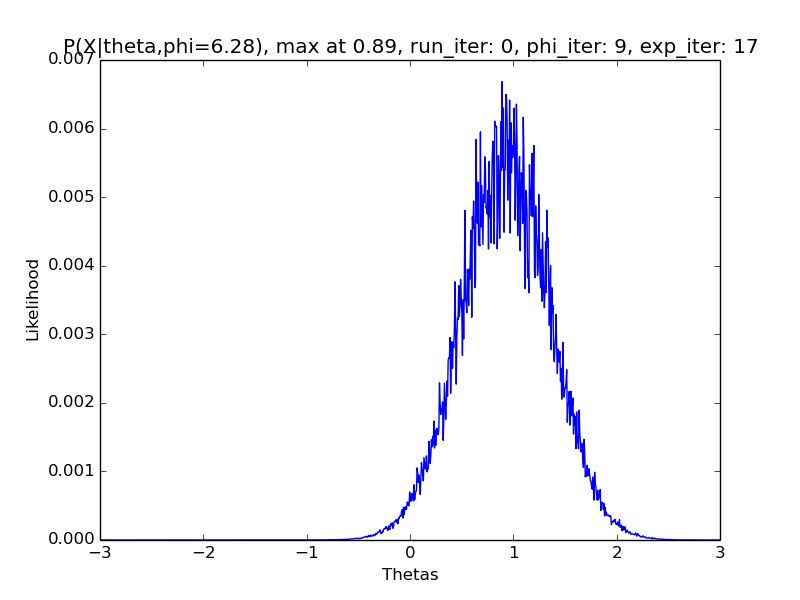 P(X|theta,phi=6.28), max at 0.89, run_iter: 0, phi_iter: 9, exp_iter: 17
0.007
0.006
0.005
0.004
0.003
0.002
0.001
0.000
Likelihood
−3 −2 −1 0 1 2 3
Thetas